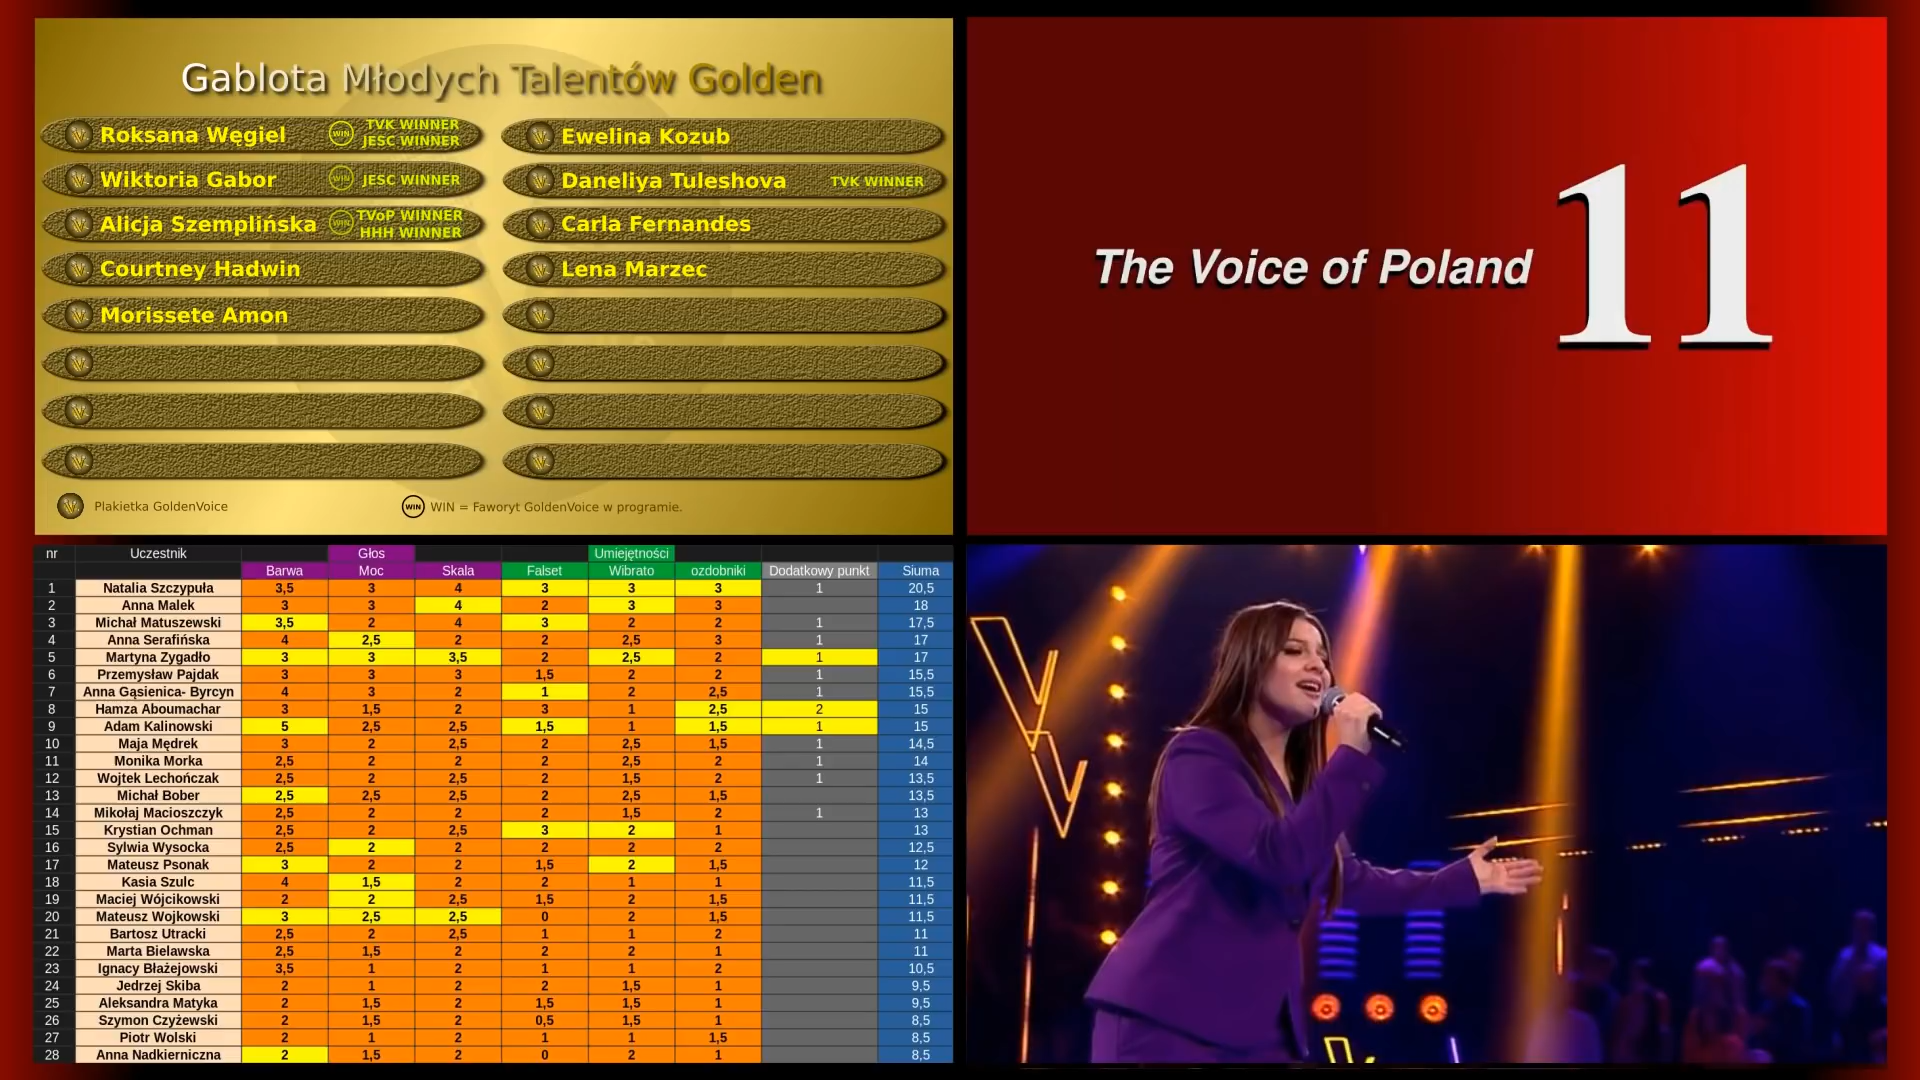 Gablota Młodych Talentów Golden
Roksana Węgiel WIN TVK WINNER JESC WINNER
Wiktoria Gabor WIN JESC WINNER
Alicja Szemplińska WIN TVoP WINNER HHH WINNER
Courtney Hadwin
Morissete Amon
Ewelina Kozub
Daneliya Tuleshova TVK WINNER
Carla Fernandes
Lena Marzec
Plakietka GoldenVoice
WIN WIN = Faworyt GoldenVoice w programie.
The Voice of Poland 11
nr Uczestnik Głos Umiejętności
Barwa Moc Skala Falset Wibrato ozdobniki Dodatkowy punkt Siuma
1 Natalia Szczypuła 3,5 3 4 3 3 3 1 20,5
2 Anna Malek 3 3 4 2 3 3 18
3 Michał Matuszewski 3,5 2 4 3 2 2 1 17,5
4 Anna Serafińska 4 2,5 2 2 2,5 3 1 17
5 Martyna Zygadło 3 3 3,5 2 2,5 2 1 17
6 Przemysław Pajdak 3 3 3 1,5 2 2 1 15,5
7 Anna Gąsienica- Byrcyn 4 3 2 1 2 2,5 1 15,5
8 Hamza Aboumachar 3 1,5 2 3 1 2,5 2 15
9 Adam Kalinowski 5 2,5 2,5 1,5 1 1,5 1 15
10 Maja Mędrek 3 2 2,5 2 2,5 1,5 1 14,5
11 Monika Morka 2,5 2 2 2 2,5 2 1 14
12 Wojtek Lechończak 2,5 2 2,5 2 1,5 2 1 13,5
13 Michał Bober 2,5 2,5 2,5 2 2,5 1,5 13,5
14 Mikołaj Macioszczyk 2,5 2 2 2 1,5 2 1 13
15 Krystian Ochman 2,5 2 2,5 3 2 1 13
16 Sylwia Wysocka 2,5 2 2 2 2 2 12,5
17 Mateusz Psonak 3 2 2 1,5 2 1,5 12
18 Kasia Szulc 4 1,5 2 2 1 1 11,5
19 Maciej Wójcikowski 2 2 2,5 1,5 2 1,5 11,5
20 Mateusz Wojkowski 3 2,5 2,5 0 2 1,5 11,5
21 Bartosz Utracki 2,5 2 2,5 1 1 2 11
22 Marta Bielawska 2,5 1,5 2 2 2 1 11
23 Ignacy Błażejowski 3,5 1 2 1 1 2 10,5
24 Jedrzej Skiba 2 1 2 2 1,5 1 9,5
25 Aleksandra Matyka 2 1,5 2 1,5 1,5 1 9,5
26 Szymon Czyżewski 2 1,5 2 0,5 1,5 1 8,5
27 Piotr Wolski 2 1 2 1 1 1,5 8,5
28 Anna Nadkierniczna 2 1,5 2 0 2 1 8,5